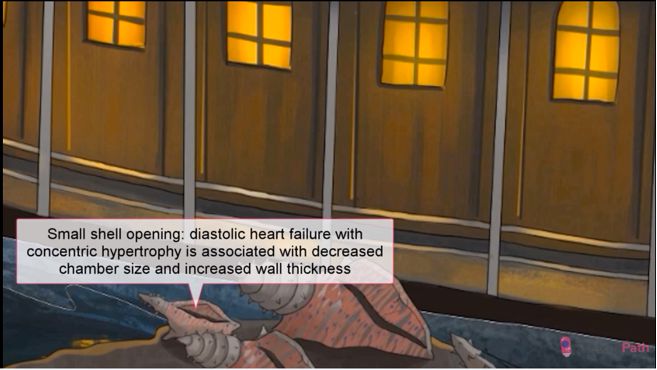 Small shell opening: diastolic heart failure with
concentric hypertrophy is associated with decreased
chamber size and increased wall thickness
Path